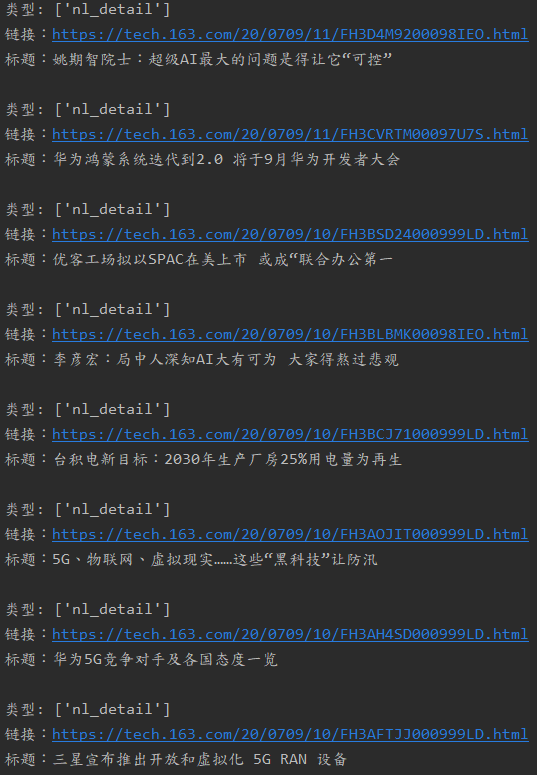 类型: ['nl_detail']
链接：https://tech.163.com/20/0709/11/FH3D4M9200098IEO.html
标题：姚期智院士：超级AI最大的问题是得让它“可控”
类型: ['nl_detail']
链接：https://tech.163.com/20/0709/11/FH3CVRTM00097U7S.html
标题：华为鸿蒙系统迭代到2.0 将于9月华为开发者大会
类型: ['nl_detail']
链接：https://tech.163.com/20/0709/10/FH3BSD24000999LD.html
标题：优客工场拟以SPAC在美上市 或成“联合办公第一
类型: ['nl_detail']
链接：https://tech.163.com/20/0709/10/FH3BLBMK00098IEO.html
标题：李彦宏：局中人深知AI大有可为 大家得熬过悲观
类型: ['nl_detail']
链接：https://tech.163.com/20/0709/10/FH3BCJ71000999LD.html
标题：台积电新目标：2030年生产厂房25%用电量为再生
类型: ['nl_detail']
链接：https://tech.163.com/20/0709/10/FH3AOJIT000999LD.html
标题：5G、物联网、虚拟现实……这些“黑科技”让防汛
类型: ['nl_detail']
链接：https://tech.163.com/20/0709/10/FH3AH4SD000999LD.html
标题：华为5G竞争对手及各国态度一览
类型: ['nl_detail']
链接：https://tech.163.com/20/0709/10/FH3AFTJJ000999LD.html
标题：三星宣布推出开放和虚拟化 5G RAN 设备